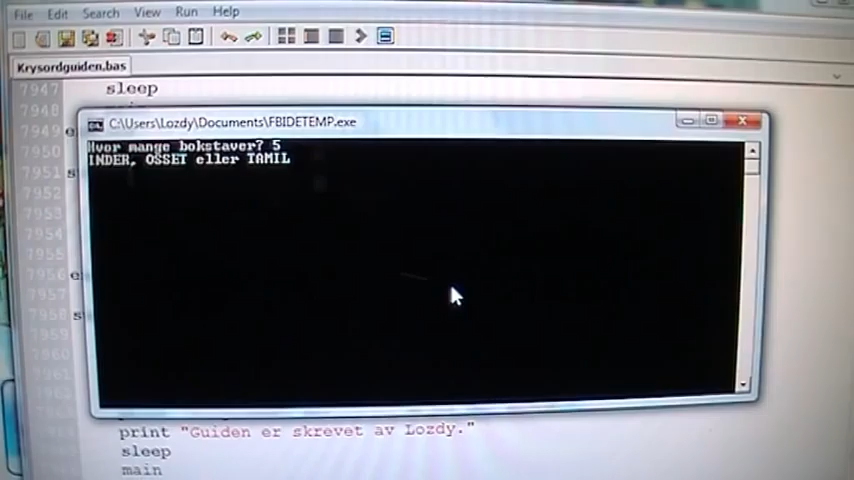 File Edit Search View Run Help
Krysordguiden.bas
7947 sleep
7948
C:\Users\Lozdy\Documents\FBIDETEMP.exe
7949 e
Hvor mange bokstaver? 5
7950
INDER, OSSET eller TAMIL
7951 s
7952
7953
7954
7955
7956 e
7957
7958 s
7959
7960
7961
7962
print "Guiden er skrevet av Lozdy."
sleep
main